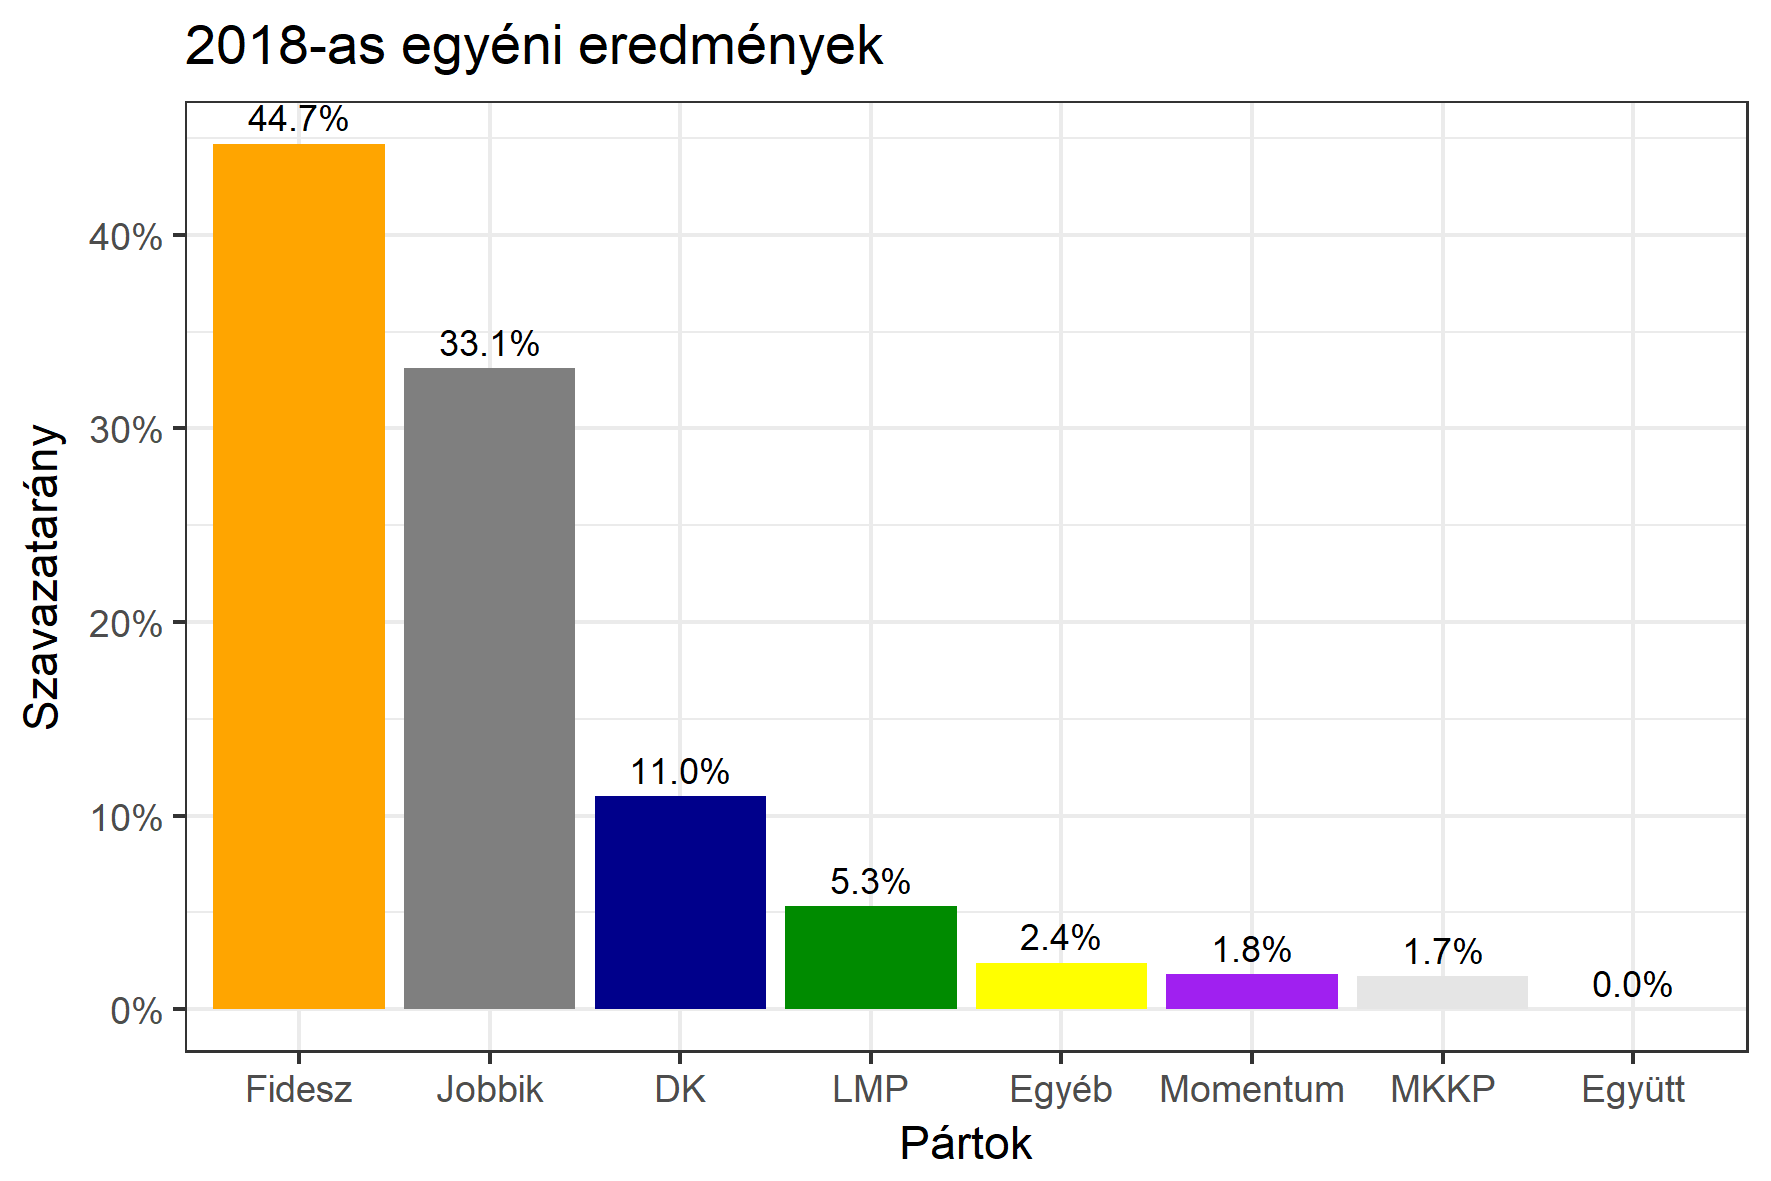 2018-as egyéni eredmények
Szavazatarány
40%
30%
20%
10%
0%
44.7%
33.1%
11.0%
5.3%
2.4%
1.8%
1.7%
0.0%
Fidesz
Jobbik
DK
LMP
Egyéb
Momentum
MKKP
Együtt
Pártok